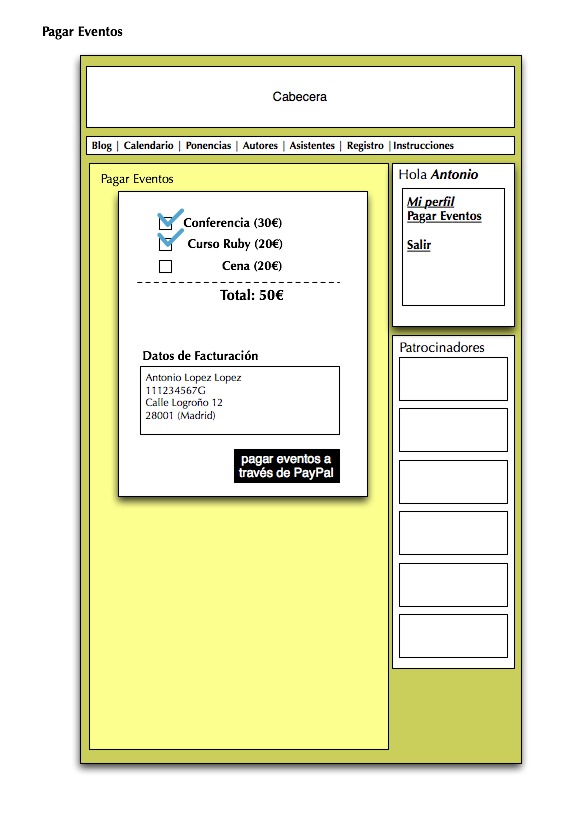 Pagar Eventos
Cabecera
Blog | Calendario | Ponencias | Autores | Asistentes | Registro | Instrucciones
Pagar Eventos
Conferencia (30€)
Curso Ruby (20€)
Cena (20€)
Total: 50€
Datos de Facturación
Antonio Lopez Lopez
111234567G
Calle Logroño 12
28001 (Madrid)
pagar eventos a
través de PayPal
Hola Antonio
Mi perfil
Pagar Eventos
Salir
Patrocinadores